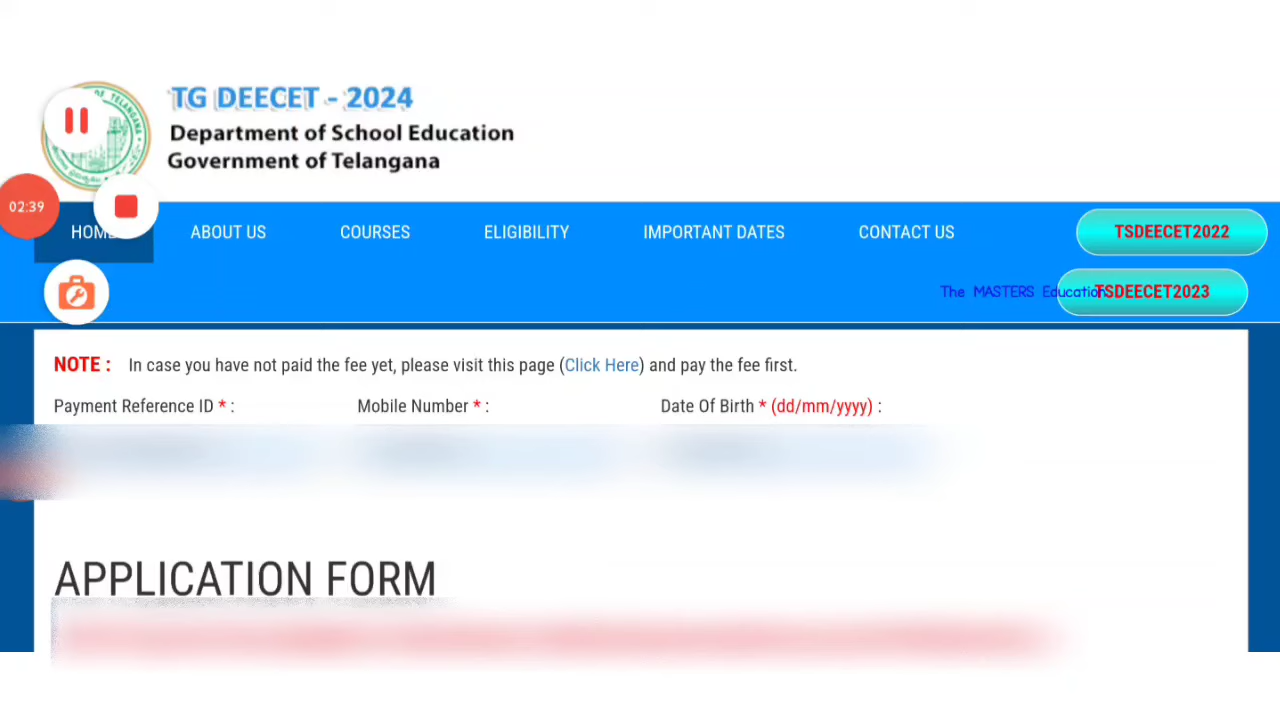 TG DEECET - 2024
Department of School Education
Government of Telangana
02:39
HOME ABOUT US COURSES ELIGIBILITY IMPORTANT DATES CONTACT US TSDEECET2022
The MASTERS Education TSDEECET2023
NOTE : In case you have not paid the fee yet, please visit this page (Click Here) and pay the fee first.
Payment Reference ID * : Mobile Number * : Date Of Birth * (dd/mm/yyyy) :
APPLICATION FORM